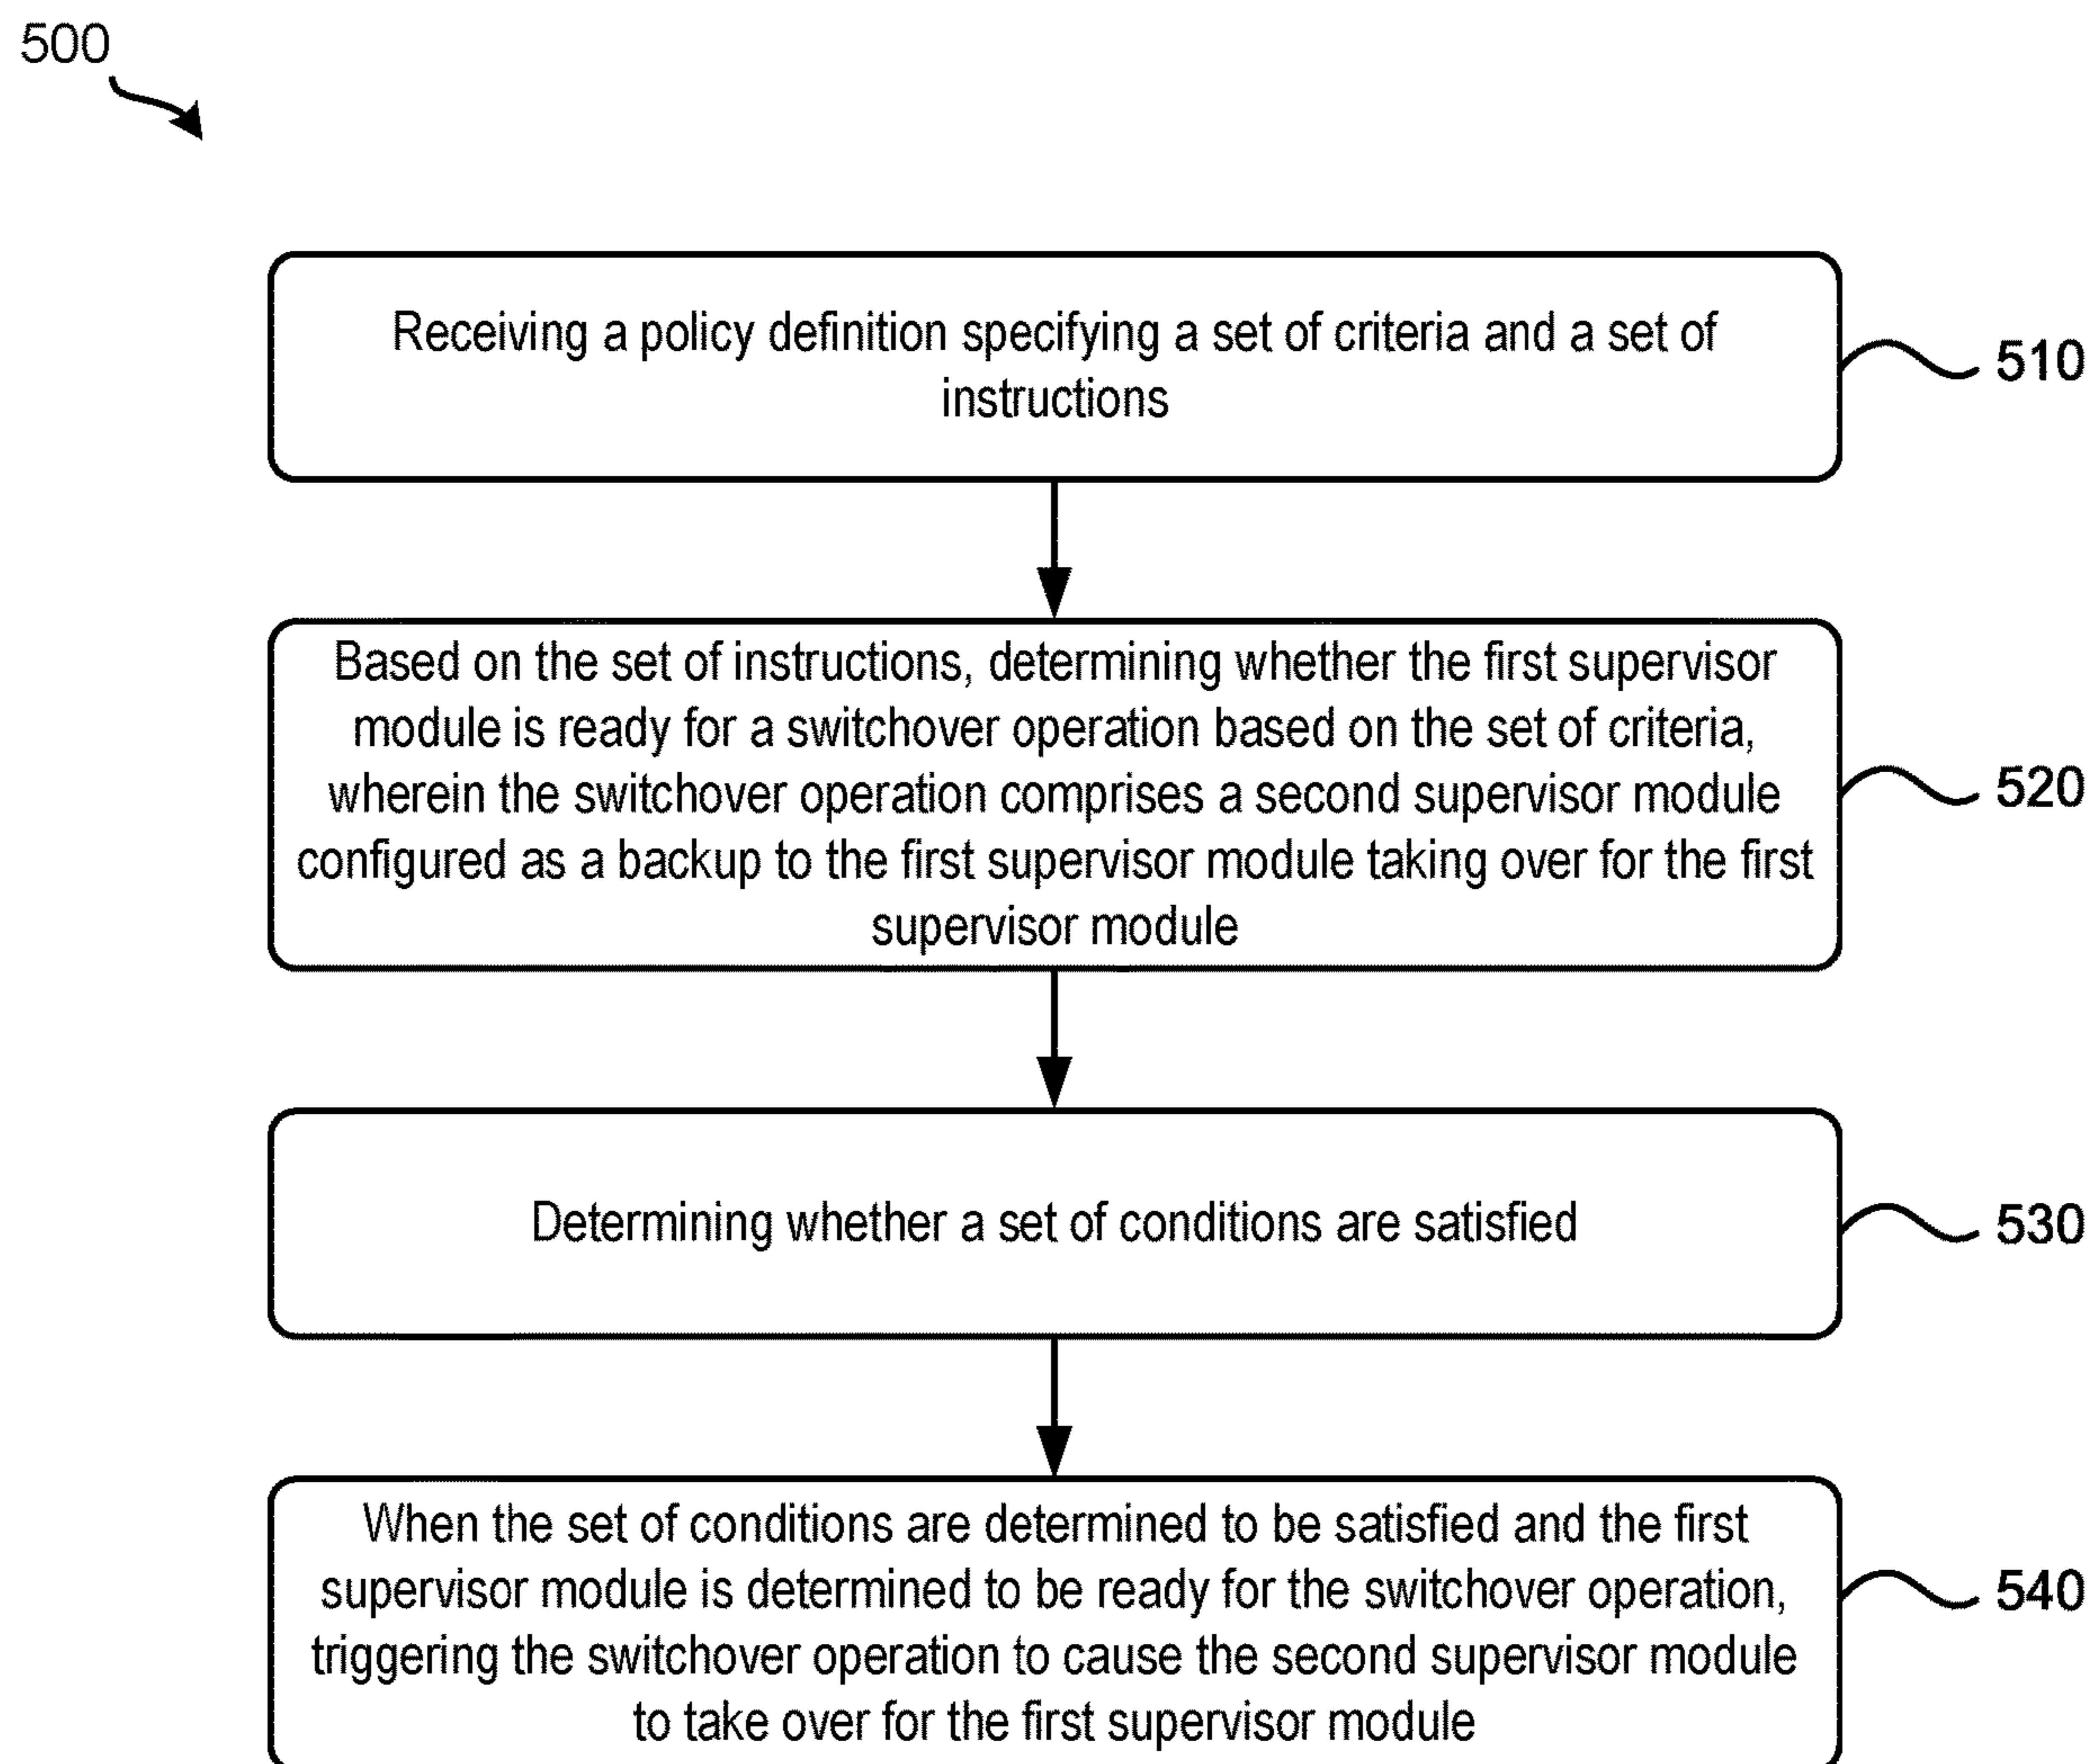 500
Receiving a policy definition specifying a set of criteria and a set of
instructions
510
Based on the set of instructions, determining whether the first supervisor
module is ready for a switchover operation based on the set of criteria,
wherein the switchover operation comprises a second supervisor module
configured as a backup to the first supervisor module taking over for the first
supervisor module
520
Determining whether a set of conditions are satisfied
530
When the set of conditions are determined to be satisfied and the first
supervisor module is determined to be ready for the switchover operation,
triggering the switchover operation to cause the second supervisor module
to take over for the first supervisor module
540